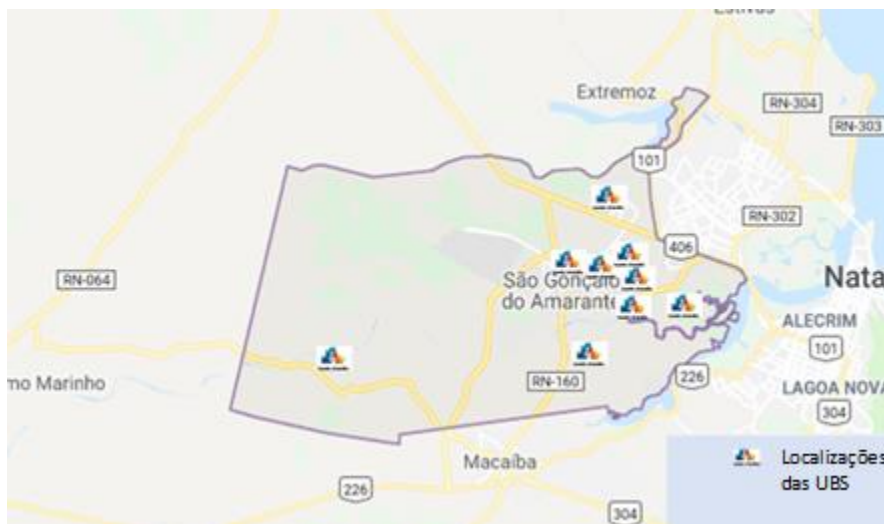 Extremoz
RN-304
101
RN-303
RN-302
406
RN-064
São Gonçalo
do Amarante
Nata
ALECRIM
101
mo Marinho
RN-160
226
LAGOA NOVA
304
Macaíba
226
304
Localizações
das UBS